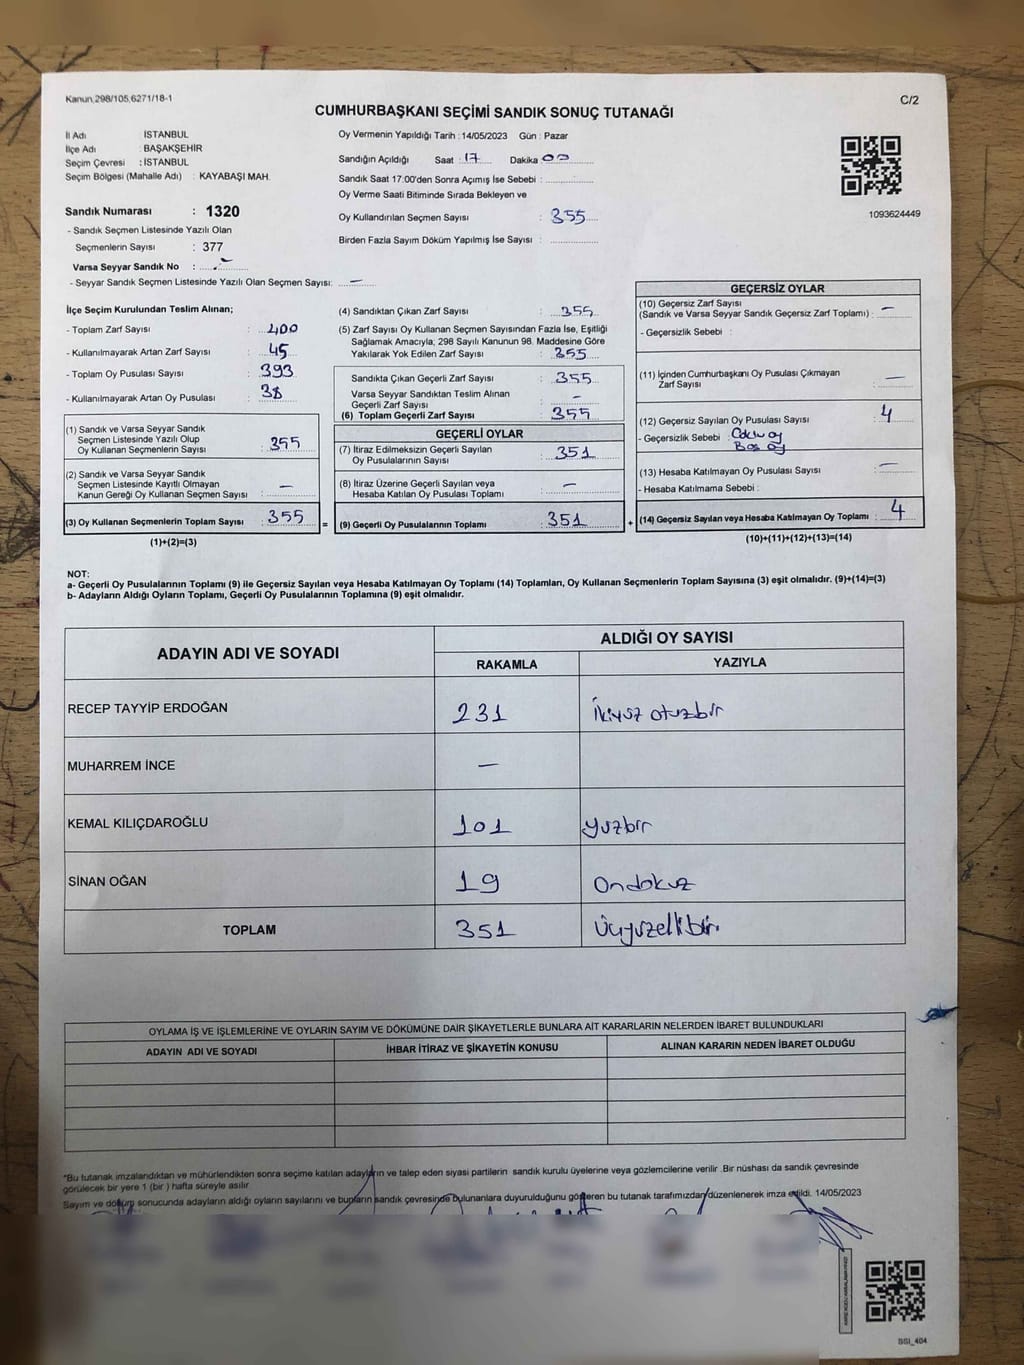 Kanun,298/105,6271/18-1
C/2
CUMHURBAŞKANI SEÇİMİ SANDIK SONUÇ TUTANAĞI
İl Adı İSTANBUL
İlçe Adı : BAŞAKŞEHİR
Seçim Çevresi : İSTANBUL
Seçim Bölgesi (Mahalle Adı) : KAYABAŞI MAH.
Sandık Numarası : 1320
- Sandık Seçmen Listesinde Yazılı Olan
Seçmenlerin Sayısı : 377
Varsa Seyyar Sandık No : -
- Seyyar Sandık Seçmen Listesinde Yazılı Olan Seçmen Sayısı: —
Oy Vermenin Yapıldığı Tarih : 14/05/2023 Gün : Pazar
Sandığın Açıldığı Saat : 17 Dakika 00
Sandık Saat 17:00'den Sonra Açımış İse Sebebi :
Oy Verme Saati Bitiminde Sırada Bekleyen ve
Oy Kullandırılan Seçmen Sayısı : 355
Birden Fazla Sayım Döküm Yapılmış İse Sayısı :
1093624449
İlçe Seçim Kurulundan Teslim Alınan;
- Toplam Zarf Sayısı : 400
- Kullanılmayarak Artan Zarf Sayısı : 45
- Toplam Oy Pusulası Sayısı : 393
- Kullanılmayarak Artan Oy Pusulası : 38
(1) Sandık ve Varsa Seyyar Sandık
Seçmen Listesinde Yazılı Olup
Oy Kullanan Seçmenlerin Sayısı : 355
(2) Sandık ve Varsa Seyyar Sandık
Seçmen Listesinde Kayıtlı Olmayan
Kanun Gereği Oy Kullanan Seçmen Sayısı : —
(3) Oy Kullanan Seçmenlerin Toplam Sayısı : 355 =
(1)+(2)=(3)
(4) Sandıktan Çıkan Zarf Sayısı : 355
(5) Zarf Sayısı Oy Kullanan Seçmen Sayısından Fazla İse, Eşitliği
Sağlamak Amacıyla; 298 Sayılı Kanunun 98. Maddesine Göre
Yakılarak Yok Edilen Zarf Sayısı : 355
Sandıkta Çıkan Geçerli Zarf Sayısı : 355
Varsa Seyyar Sandıktan Teslim Alınan
Geçerli Zarf Sayısı : -
(6) Toplam Geçerli Zarf Sayısı : 355
GEÇERLİ OYLAR
(7) İtiraz Edilmeksizin Geçerli Sayılan
Oy Pusulalarının Sayısı : 351
(8) İtiraz Üzerine Geçerli Sayılan veya
Hesaba Katılan Oy Pusulası Toplamı : —
(9) Geçerli Oy Pusulalarının Toplamı : 351 +
GEÇERSİZ OYLAR
(10) Geçersiz Zarf Sayısı
(Sandık ve Varsa Seyyar Sandık Geçersiz Zarf Toplamı) : —
- Geçersizlik Sebebi :
(11) İçinden Cumhurbaşkanı Oy Pusulası Çıkmayan
Zarf Sayısı : —
(12) Geçersiz Sayılan Oy Pusulası Sayısı : 4
- Geçersizlik Sebebi : oy
Boş oy
(13) Hesaba Katılmayan Oy Pusulası Sayısı : —
- Hesaba Katılmama Sebebi :
(14) Geçersiz Sayılan veya Hesaba Katılmayan Oy Toplamı : 4
(10)+(11)+(12)+(13)=(14)
NOT:
a- Geçerli Oy Pusulalarının Toplamı (9) ile Geçersiz Sayılan veya Hesaba Katılmayan Oy Toplamı (14) Toplamları, Oy Kullanan Seçmenlerin Toplam Sayısına (3) eşit olmalıdır. (9)+(14)=(3)
b- Adayların Aldığı Oyların Toplamı, Geçerli Oy Pusulalarının Toplamına (9) eşit olmalıdır.
ADAYIN ADI VE SOYADI
ALDIĞI OY SAYISI
RAKAMLA YAZIYLA
RECEP TAYYİP ERDOĞAN 231 İkiyüz otuzbir
MUHARREM İNCE —
KEMAL KILIÇDAROĞLU 101 yüzbir
SİNAN OĞAN 19 Ondokuz
TOPLAM 351 Üçyüzellibir
OYLAMA İŞ VE İŞLEMLERİNE VE OYLARIN SAYIM VE DÖKÜMÜNE DAİR ŞİKAYETLERLE BUNLARA AİT KARARLARIN NELERDEN İBARET BULUNDUKLARI
ADAYIN ADI VE SOYADI İHBAR İTİRAZ VE ŞİKAYETİN KONUSU ALINAN KARARIN NEDEN İBARET OLDUĞU
*Bu tutanak imzalandıktan ve mühürlendikten sonra seçime katılan adayların ve talep eden siyasi partilerin sandık kurulu üyelerine veya gözlemcilerine verilir .Bir nüshası da sandık çevresinde
görülecek bir yere 1 (bir ) hafta süreyle asılır
Sayım ve döküm sonucunda adayların aldığı oyların sayılarını ve bunların sandık çevresinde bulunanlara duyurulduğunu gösteren bu tutanak tarafımızdan düzenlenerek imza edildi. 14/05/2023
SSI_404